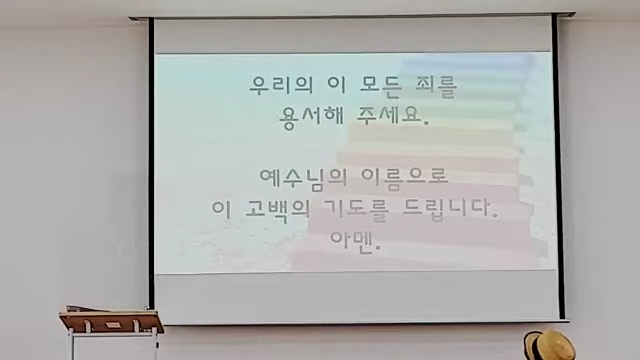 우리의 이 모든 죄를
용서해 주세요.
예수님의 이름으로
이 고백의 기도를 드립니다.
아멘.